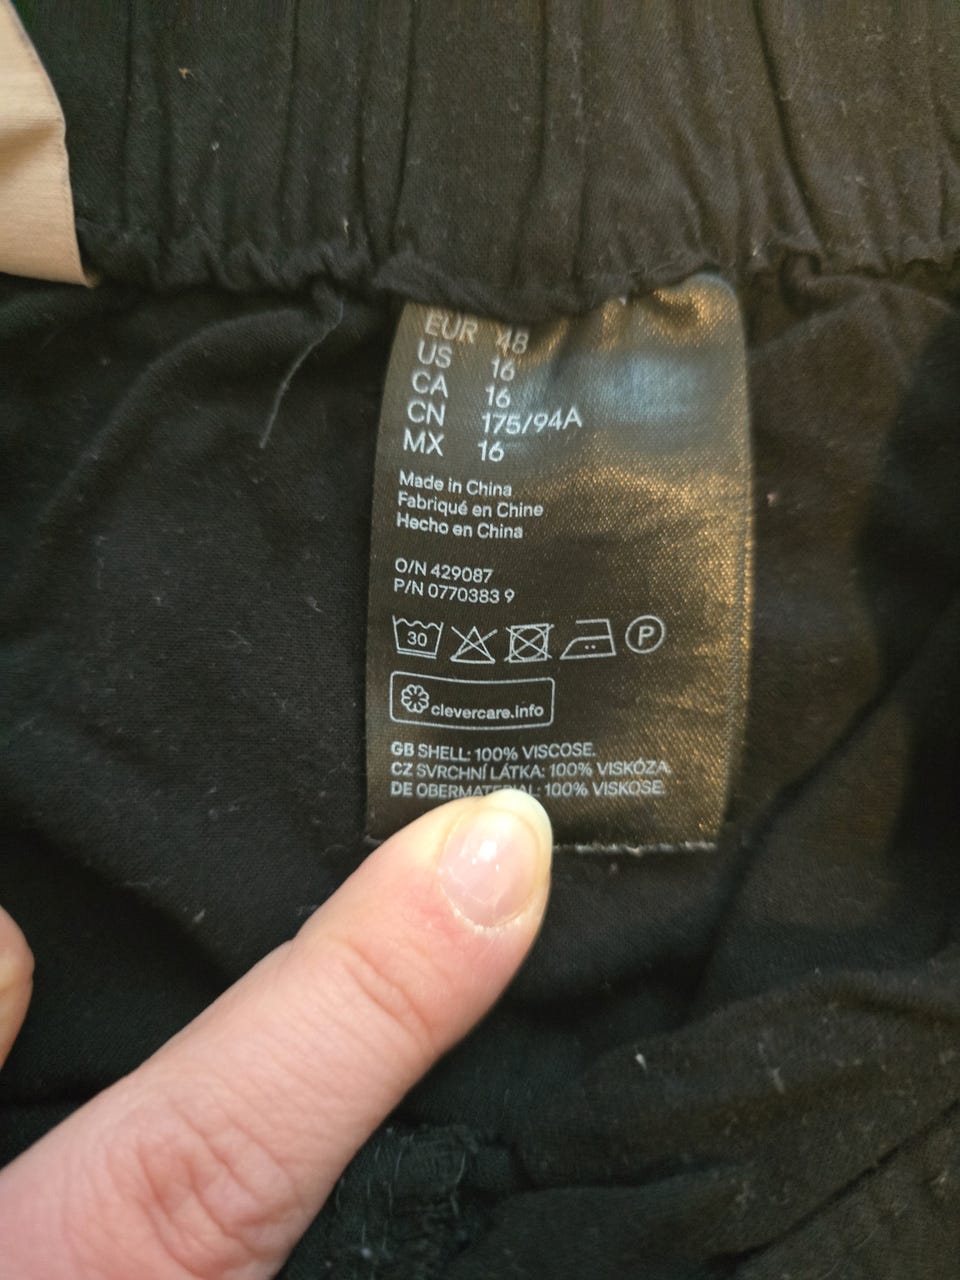 EUR 48
US 16
CA 16
CN 175/94A
MX 16
Made in China
Fabriqué en Chine
Hecho en China
O/N 429087
P/N 0770383 9
30 P
clevercare.info
GB SHELL: 100% VISCOSE.
CZ SVRCHNÍ LÁTKA: 100% VISKÓZA.
DE OBERMATERIAL: 100% VISKOSE.